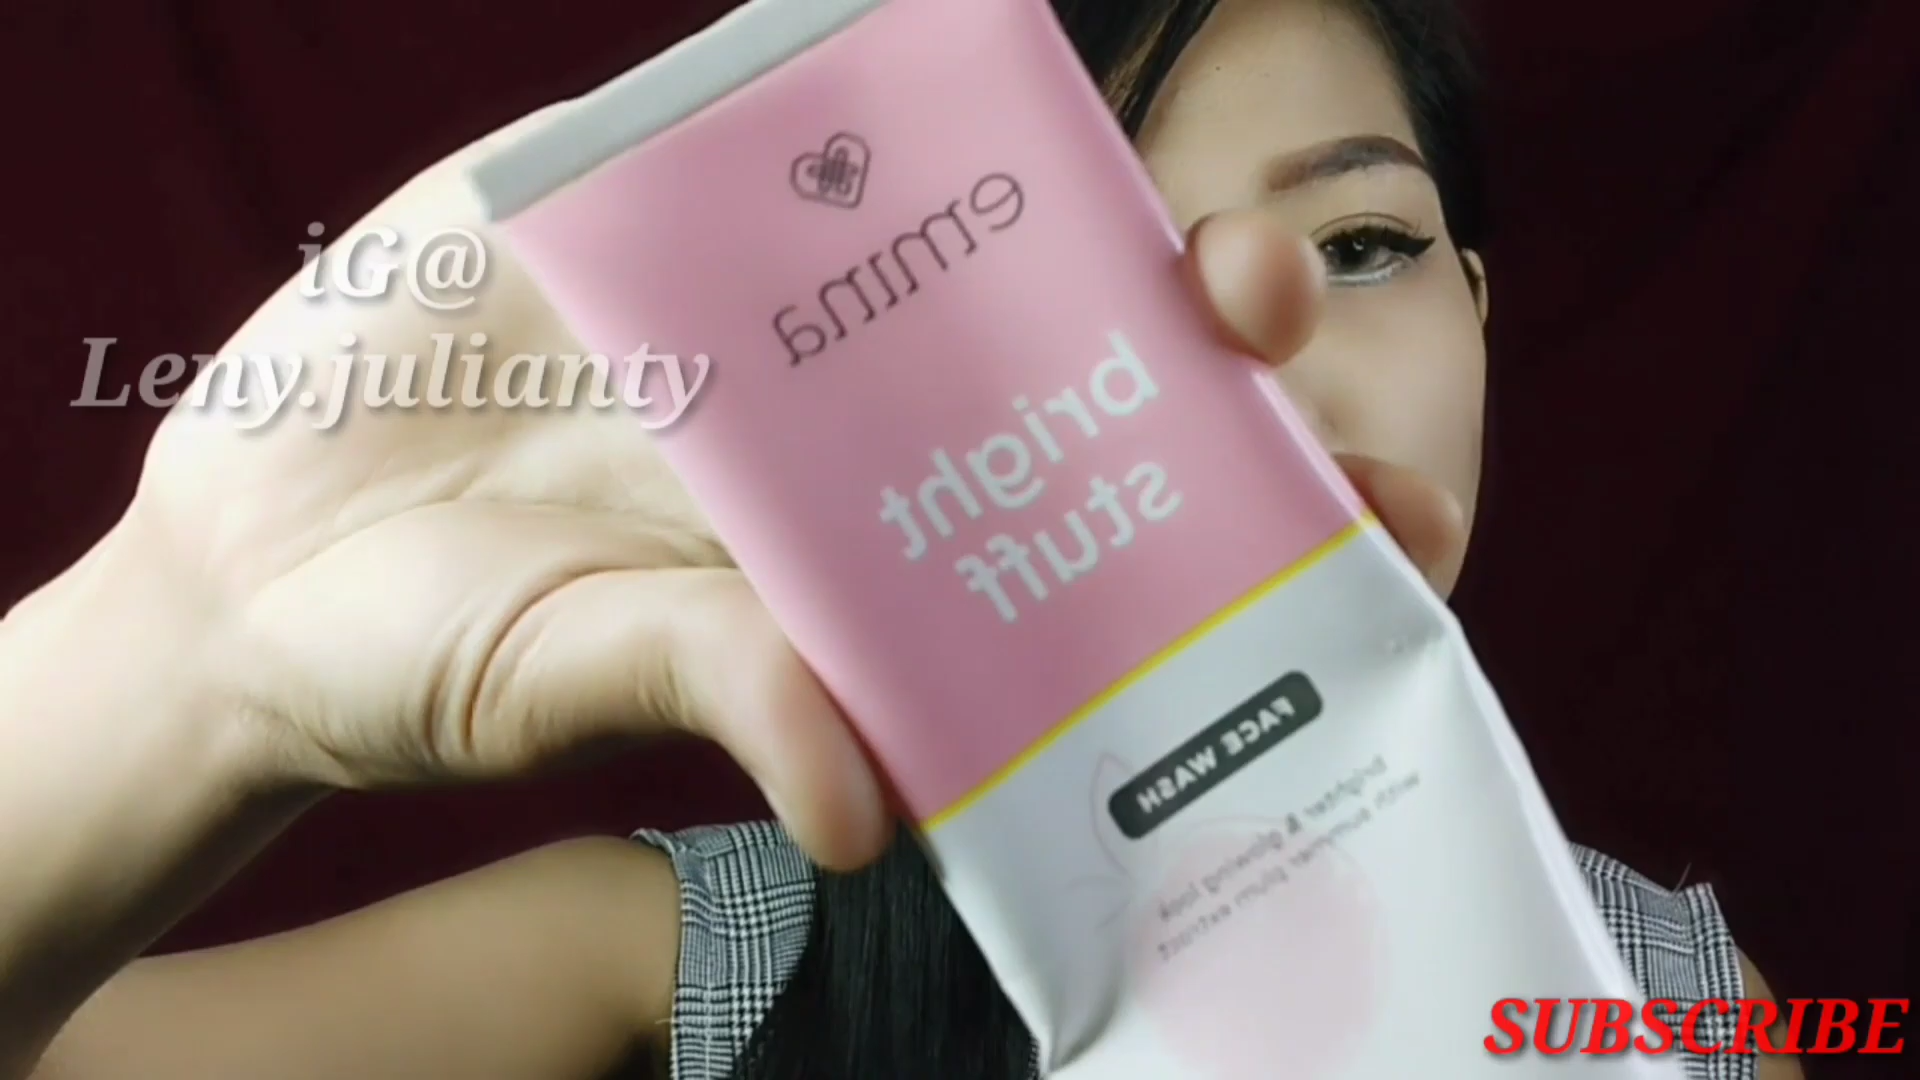 iG@
Leny.julianty
emina
bright
stuff
FACE WASH
brighter & glowing look
with summer plum extract
SUBSCRIBE